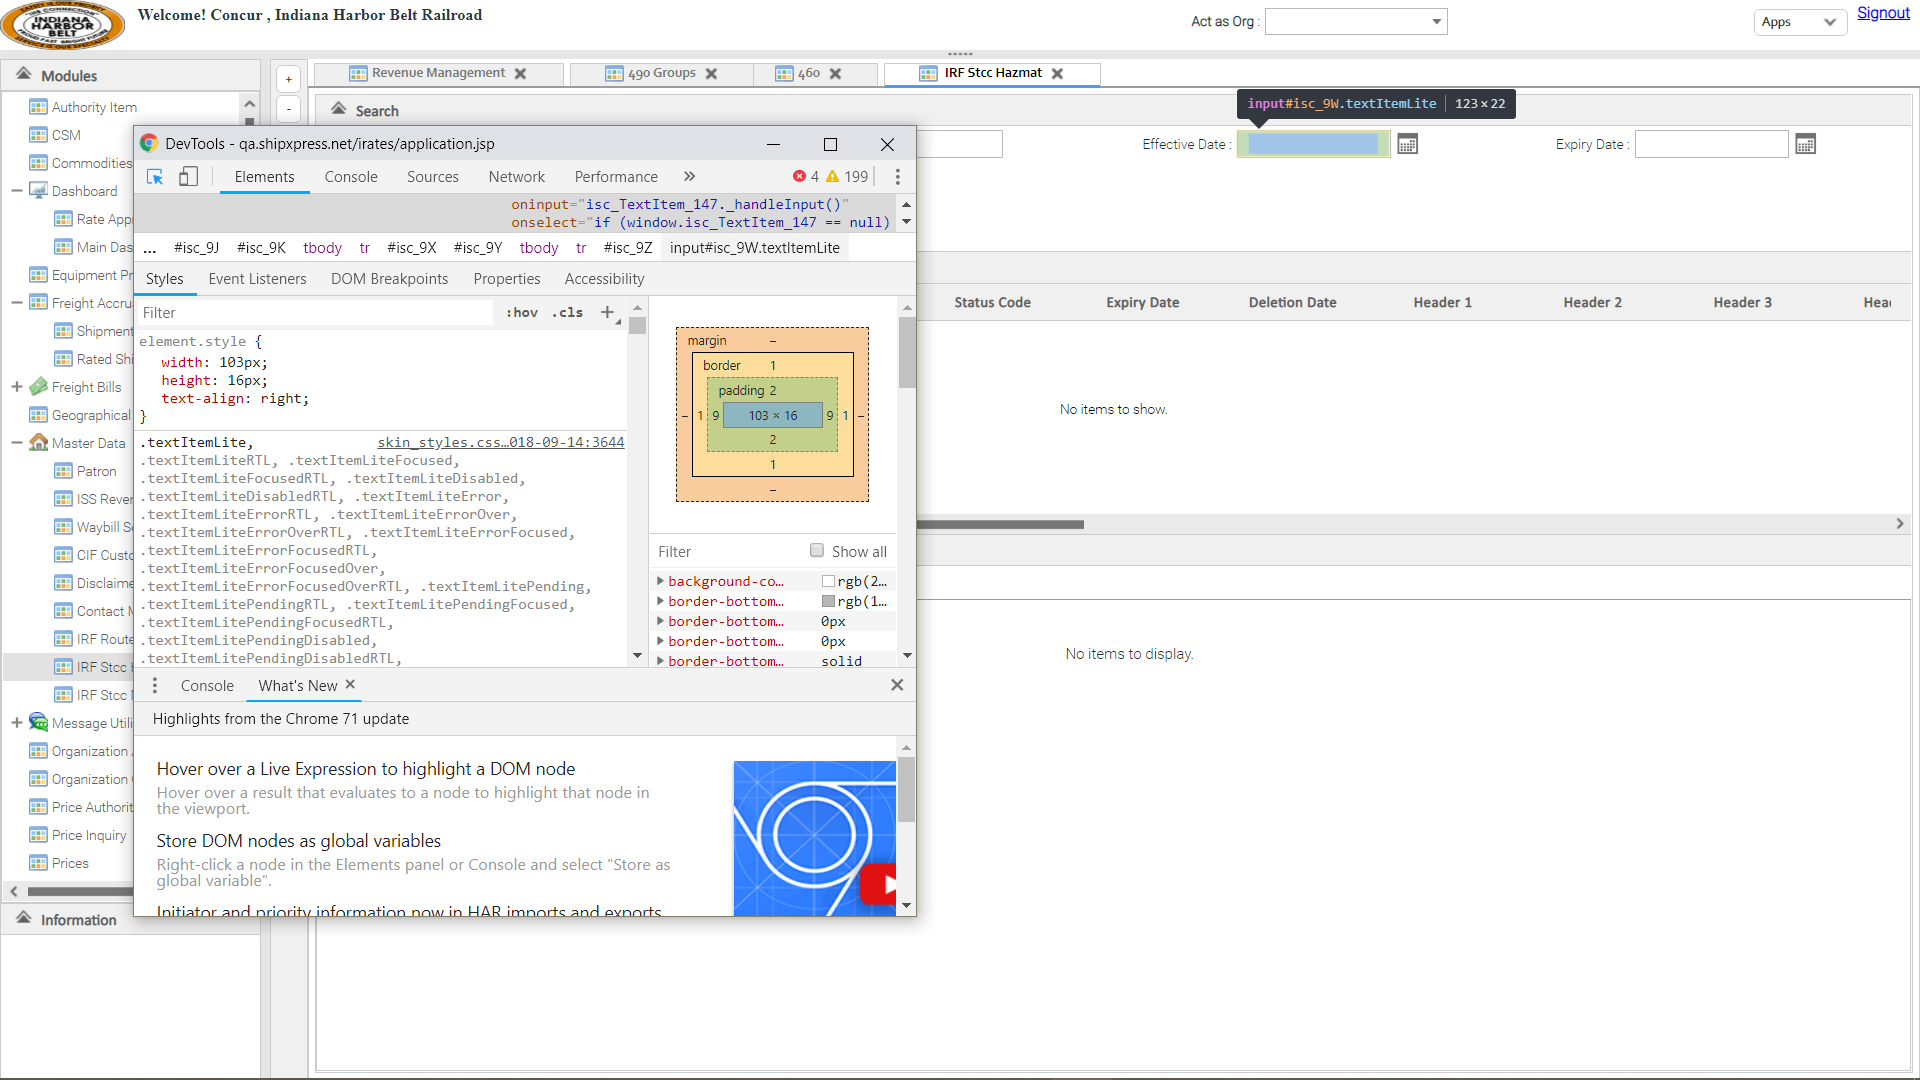 INDIANA
HARBOR
BELT
Welcome! Concur , Indiana Harbor Belt Railroad
Act as Org :
Apps
Signout
Modules
+
-
Revenue Management
490 Groups
460
IRF Stcc Hazmat
Search
input#isc_9W.textItemLite
123 × 22
Effective Date :
Expiry Date :
Authority Item
CSM
Commodities
Dashboard
Rate App
Main Das
Equipment Pr
Freight Accru
Shipment
Rated Shi
Freight Bills
Geographical
Master Data
Patron
ISS Rever
Waybill Se
CIF Custo
Disclaime
Contact M
IRF Route
IRF Stcc
IRF Stcc
Message Utili
Organization
Organization
Price Authorit
Price Inquiry
Prices
Information
DevTools - qa.shipxpress.net/irates/application.jsp
Elements
Console
Sources
Network
Performance
»
4
199
oninput="isc_TextItem_147._handleInput()"
onselect="if (window.isc_TextItem_147 == null)
...
#isc_9J
#isc_9K
tbody
tr
#isc_9X
#isc_9Y
tbody
tr
#isc_9Z
input#isc_9W.textItemLite
Styles
Event Listeners
DOM Breakpoints
Properties
Accessibility
Filter
:hov
.cls
+
element.style {
width: 103px;
height: 16px;
text-align: right;
}
.textItemLite,
skin_styles.css…018-09-14:3644
.textItemLiteRTL, .textItemLiteFocused,
.textItemLiteFocusedRTL, .textItemLiteDisabled,
.textItemLiteDisabledRTL, .textItemLiteError,
.textItemLiteErrorRTL, .textItemLiteErrorOver,
.textItemLiteErrorOverRTL, .textItemLiteErrorFocused,
.textItemLiteErrorFocusedRTL,
.textItemLiteErrorFocusedOver,
.textItemLiteErrorFocusedOverRTL, .textItemLitePending,
.textItemLitePendingRTL, .textItemLitePendingFocused,
.textItemLitePendingFocusedRTL,
.textItemLitePendingDisabled,
.textItemLitePendingDisabledRTL,
margin
–
border
1
padding 2
– 1 9 103 × 16 9 1 –
2
1
–
Filter
Show all
background-co…
rgb(2…
border-bottom…
rgb(1…
border-bottom…
0px
border-bottom…
0px
border-bottom…
solid
Console
What's New
Highlights from the Chrome 71 update
Hover over a Live Expression to highlight a DOM node
Hover over a result that evaluates to a node to highlight that node in
the viewport.
Store DOM nodes as global variables
Right-click a node in the Elements panel or Console and select "Store as
global variable".
Initiator and priority information now in HAR imports and exports
Status Code
Expiry Date
Deletion Date
Header 1
Header 2
Header 3
Hea
No items to show.
No items to display.